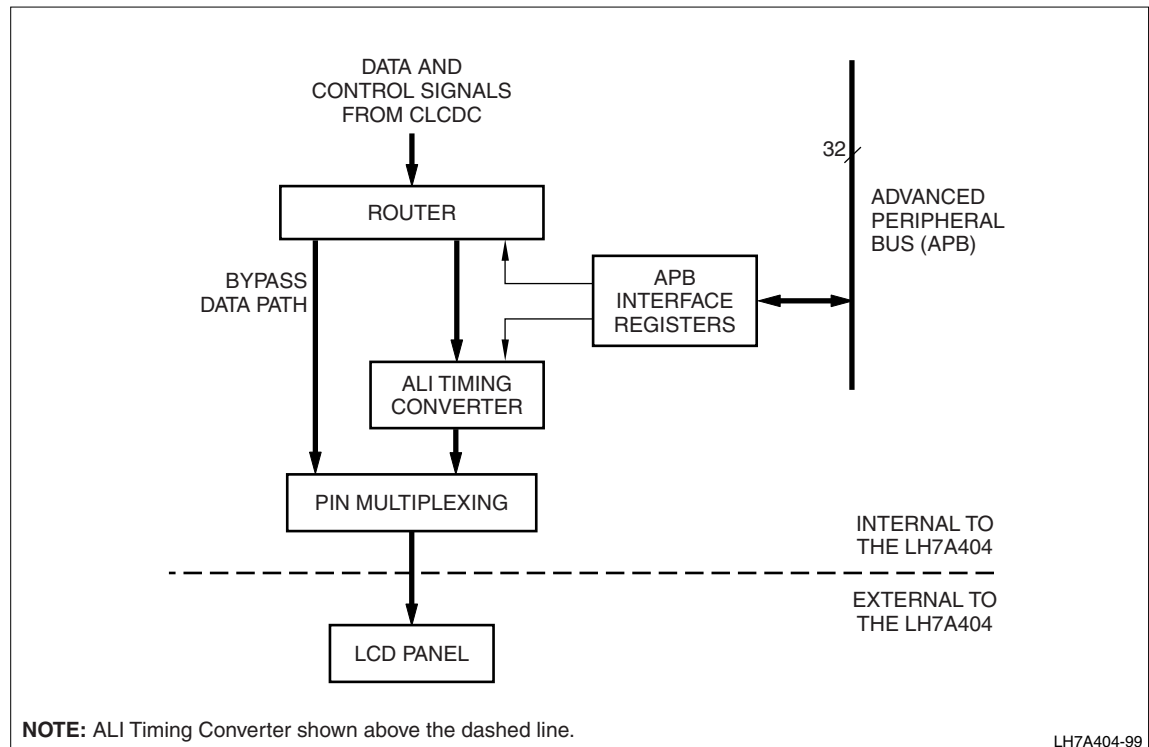 DATA AND
CONTROL SIGNALS
FROM CLCDC
32
ROUTER
ADVANCED
PERIPHERAL
BUS (APB)
BYPASS
DATA PATH
APB
INTERFACE
REGISTERS
ALI TIMING
CONVERTER
PIN MULTIPLEXING
INTERNAL TO
THE LH7A404
EXTERNAL TO
THE LH7A404
LCD PANEL
NOTE: ALI Timing Converter shown above the dashed line.
LH7A404-99